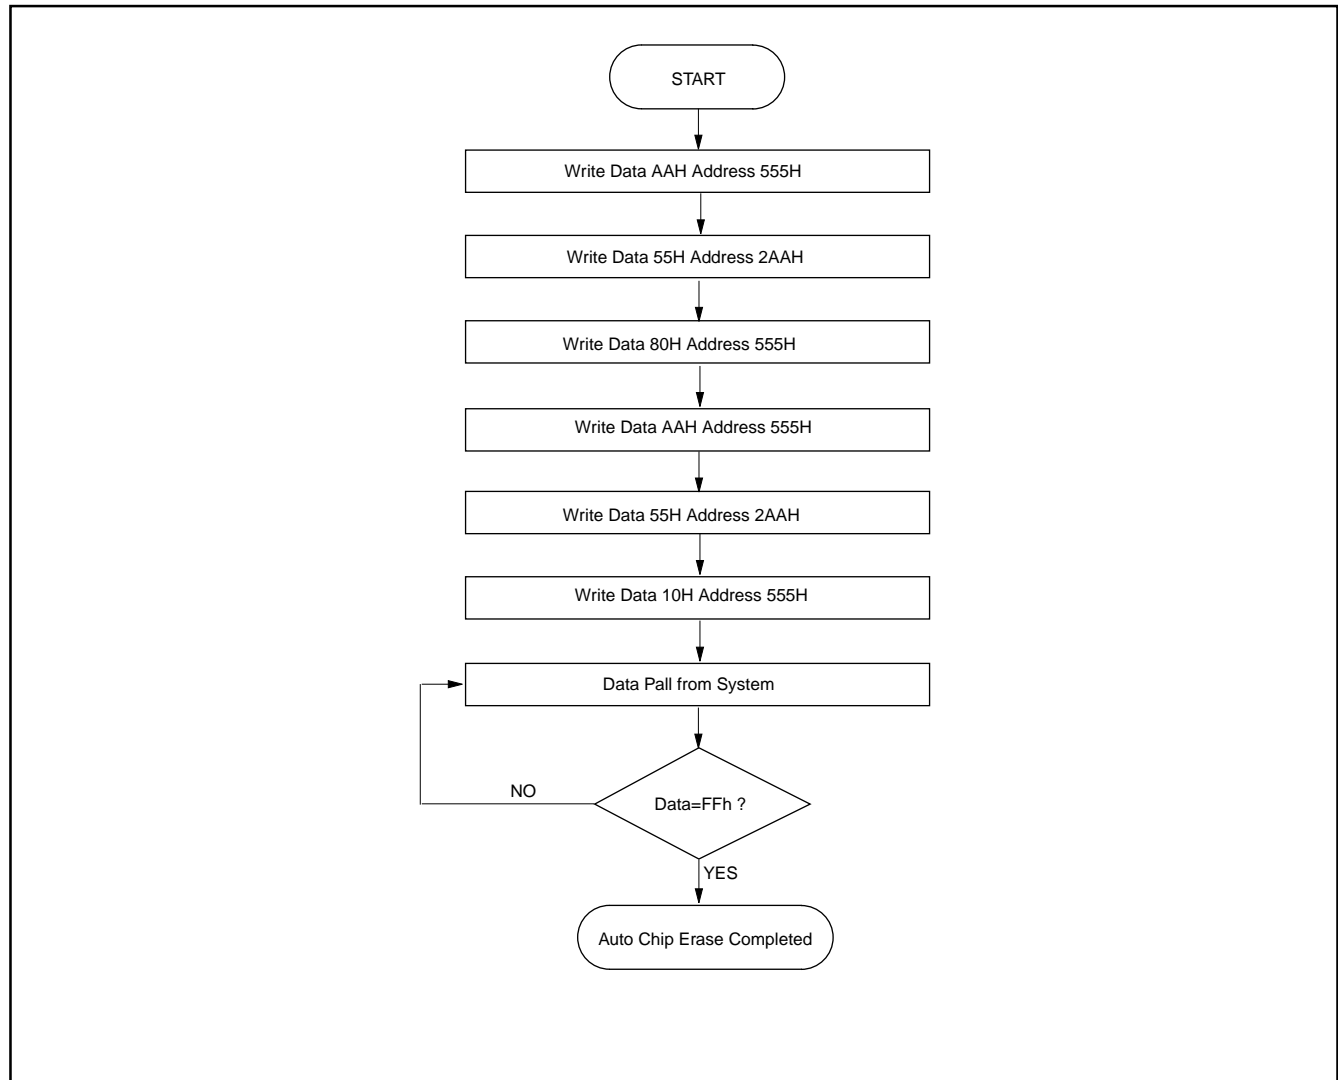 START
Write Data AAH Address 555H
Write Data 55H Address 2AAH
Write Data 80H Address 555H
Write Data AAH Address 555H
Write Data 55H Address 2AAH
Write Data 10H Address 555H
Data Pall from System
NO
Data=FFh ?
YES
Auto Chip Erase Completed